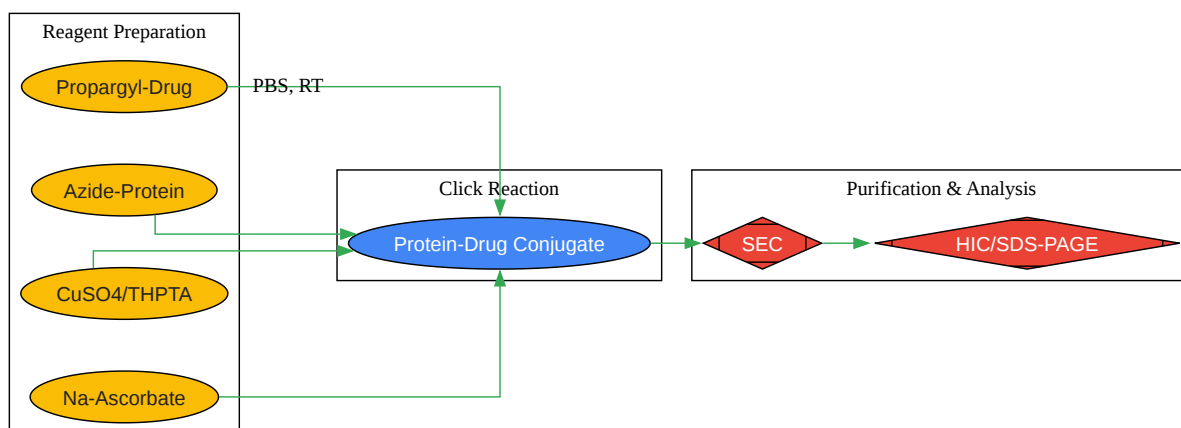 Reagent Preparation
Propargyl-Drug
PBS, RT
Azide-Protein
CuSO4/THPTA
Na-Ascorbate
Click Reaction
Protein-Drug Conjugate
Purification & Analysis
SEC
HIC/SDS-PAGE